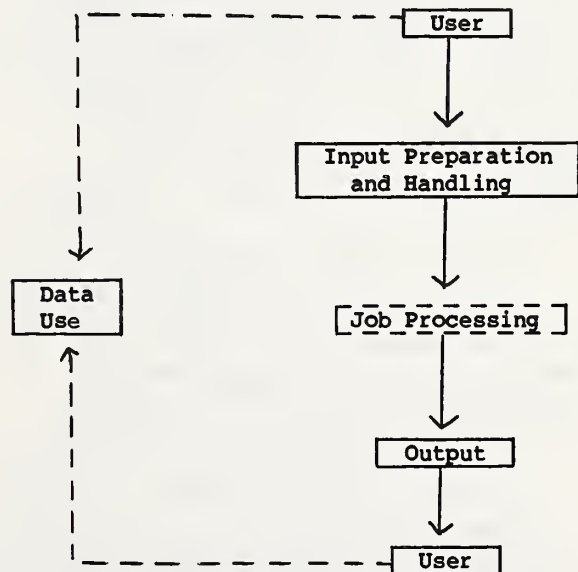 User
Input Preparation
and Handling
Data
Use
Job Processing
Output
User